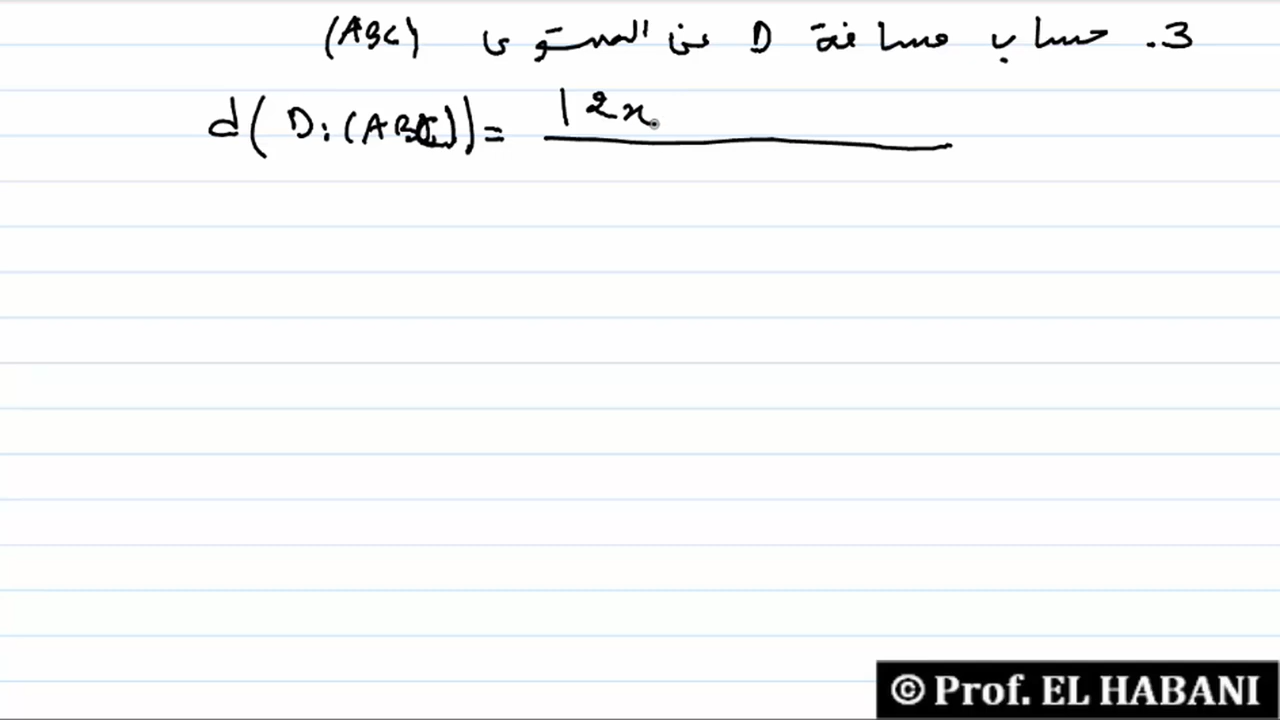 3. حساب مسافة D عن المستوى (ABC)
d(D;(ABC))= |2x
© Prof. EL HABANI